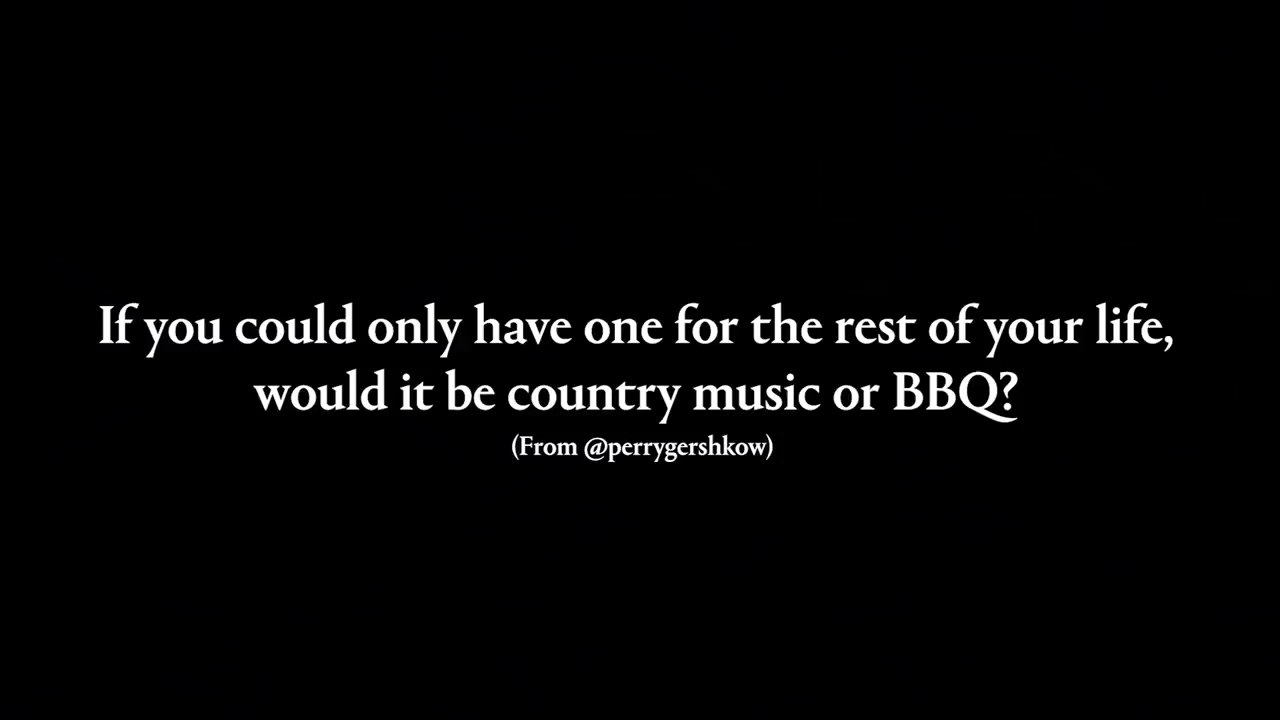 If you could only have one for the rest of your life,
would it be country music or BBQ?
(From @perrygershkow)